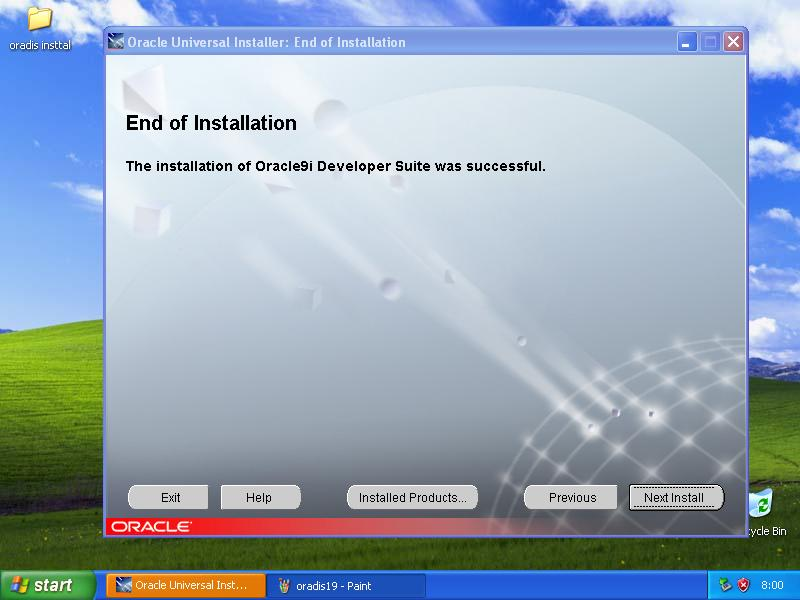 oradis insttal
Oracle Universal Installer: End of Installation
End of Installation
The installation of Oracle9i Developer Suite was successful.
Exit
Help
Installed Products...
Previous
Next Install
ORACLE
ycle Bin
start
Oracle Universal Inst...
oradis19 - Paint
8:00